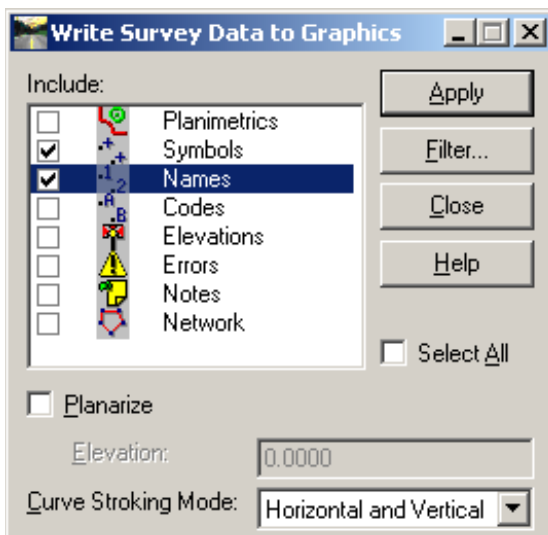 Write Survey Data to Graphics
Include:
Planimetrics
Symbols
Names
Codes
Elevations
Errors
Notes
Network
Apply
Filter...
Close
Help
Select All
Planarize
Elevation:
0.0000
Curve Stroking Mode:
Horizontal and Vertical